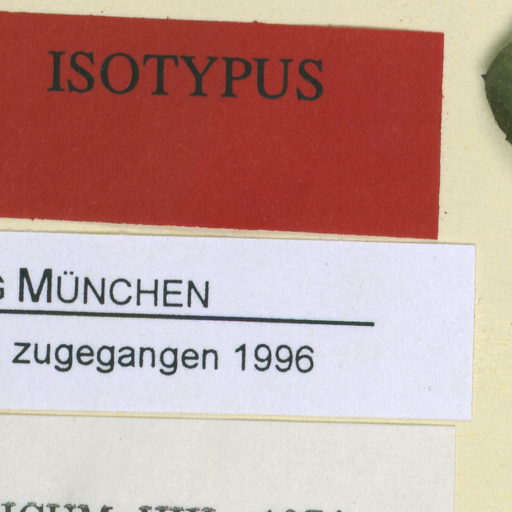 ISOTYPUS
G MÜNCHEN
zugegangen 1996